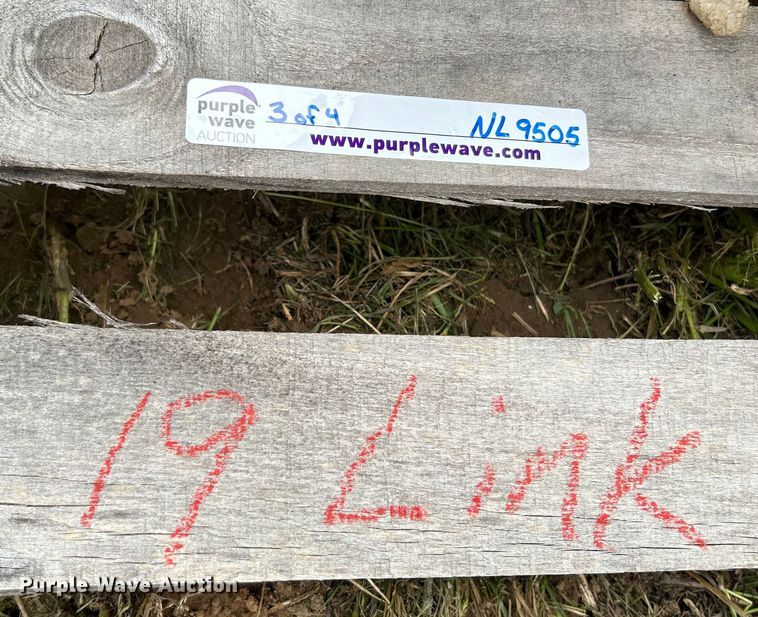 purple
wave
AUCTION
3 of 4
NL9505
www.purplewave.com
19 Link
Purple Wave Auction